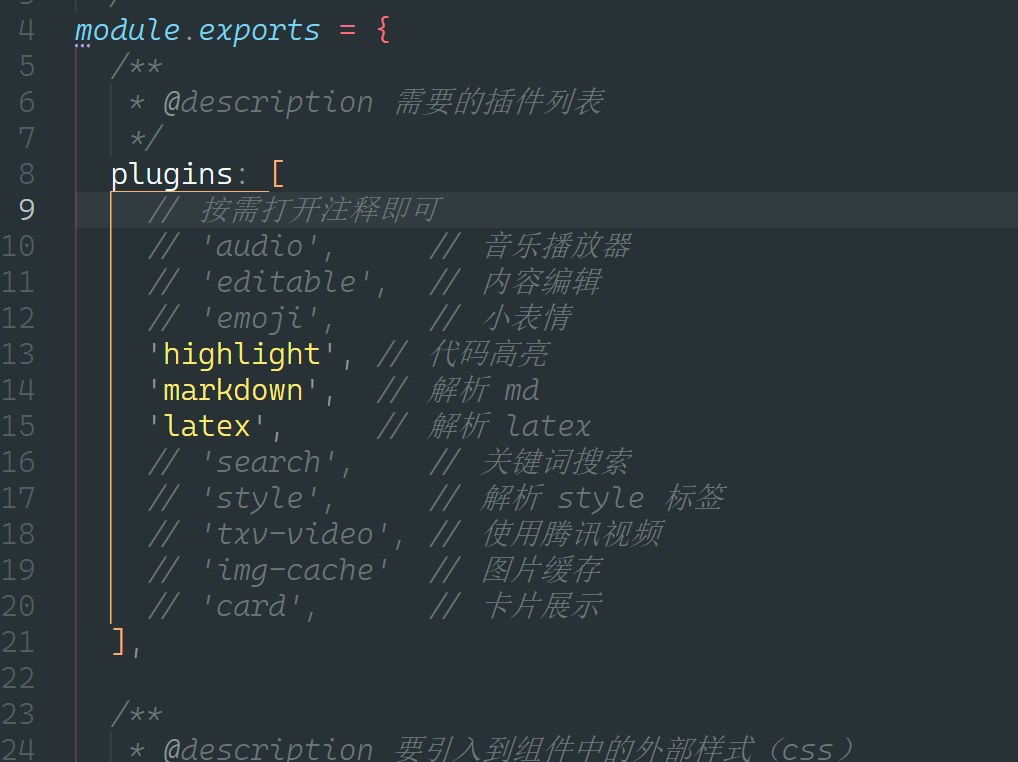 4 module.exports = {
5 /**
6 * @description 需要的插件列表
7 */
8 plugins: [
9 // 按需打开注释即可
10 // 'audio', // 音乐播放器
11 // 'editable', // 内容编辑
12 // 'emoji', // 小表情
13 'highlight', // 代码高亮
14 'markdown', // 解析 md
15 'latex', // 解析 latex
16 // 'search', // 关键词搜索
17 // 'style', // 解析 style 标签
18 // 'txv-video', // 使用腾讯视频
19 // 'img-cache' // 图片缓存
20 // 'card', // 卡片展示
21 ],
22
23 /**
24 * @description 要引入到组件中的外部样式（css）